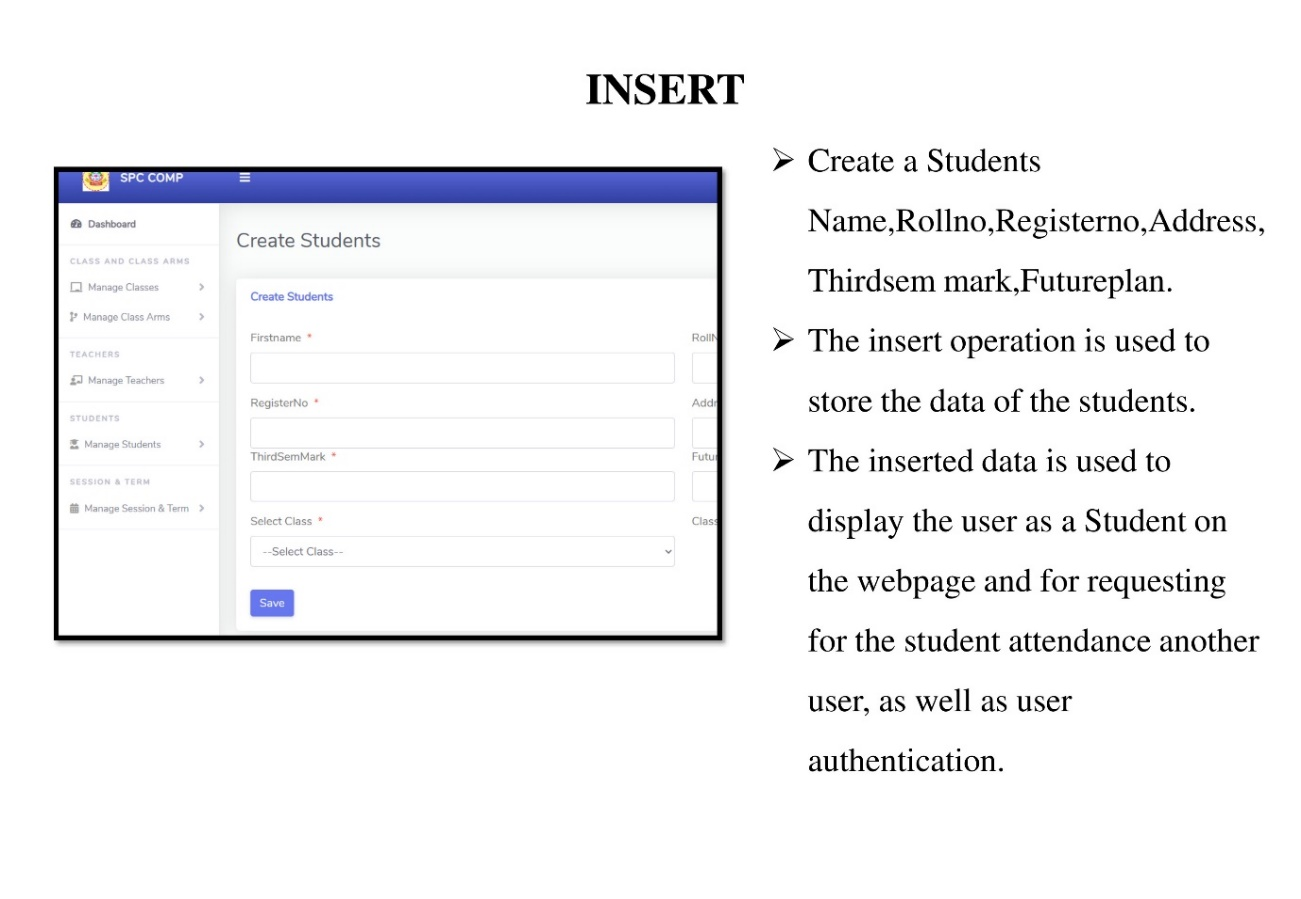 INSERT
SPC COMP
Dashboard
CLASS AND CLASS ARMS
Manage Classes
Manage Class Arms
TEACHERS
Manage Teachers
STUDENTS
Manage Students
SESSION & TERM
Manage Session & Term
Create Students
Create Students
Firstname *
RegisterNo *
Addr
ThirdSemMark *
Futur
Select Class *
Class
--Select Class--
Save
➢ Create a Students
Name,Rollno,Registerno,Address,
Thirdsem mark,Futureplan.
➢ The insert operation is used to
store the data of the students.
➢ The inserted data is used to
display the user as a Student on
the webpage and for requesting
for the student attendance another
user, as well as user
authentication.